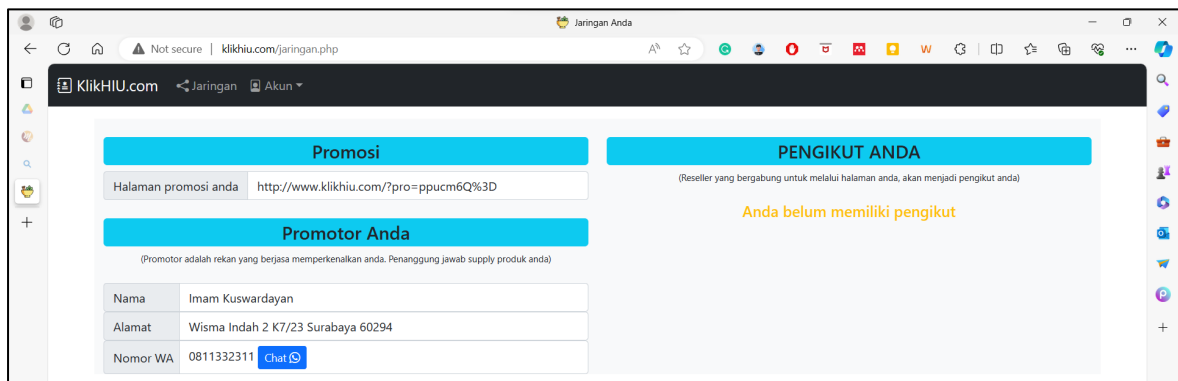 Jaringan Anda
Not secure | klikhiu.com/jaringan.php
KlikHIU.com Jaringan Akun
Promosi
Halaman promosi anda http://www.klikhiu.com/?pro=ppucm6Q%3D
Promotor Anda
(Promotor adalah rekan yang berjasa memperkenalkan anda. Penanggung jawab supply produk anda)
Nama Imam Kuswardayan
Alamat Wisma Indah 2 K7/23 Surabaya 60294
Nomor WA 0811332311 Chat
PENGIKUT ANDA
(Reseller yang bergabung untuk melalui halaman anda, akan menjadi pengikut anda)
Anda belum memiliki pengikut